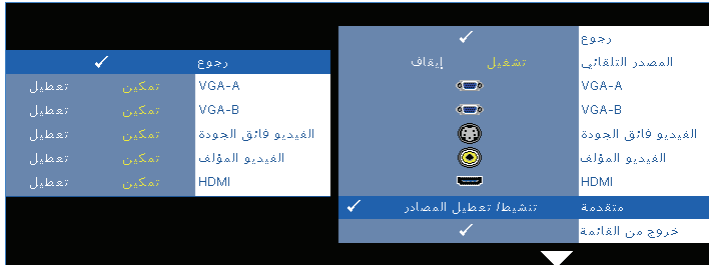 رجوع
المصدر التلقائي تشغيل إيقاف
VGA-A
VGA-B
الفيديو فائق الجودة
الفيديو المؤلف
HDMI
متقدمة تنشيط/ تعطيل المصادر
خروج من القائمة
رجوع
VGA-A تمكين تعطيل
VGA-B تمكين تعطيل
الفيديو فائق الجودة تمكين تعطيل
الفيديو المؤلف تمكين تعطيل
HDMI تمكين تعطيل